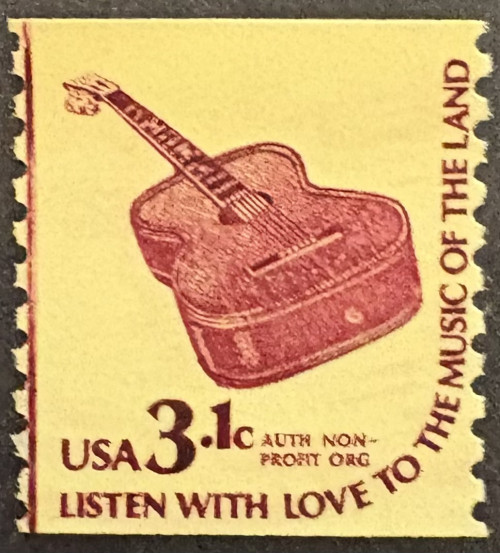 USA 3.1c AUTH NON-
PROFIT ORG
LISTEN WITH LOVE TO THE MUSIC OF THE LAND